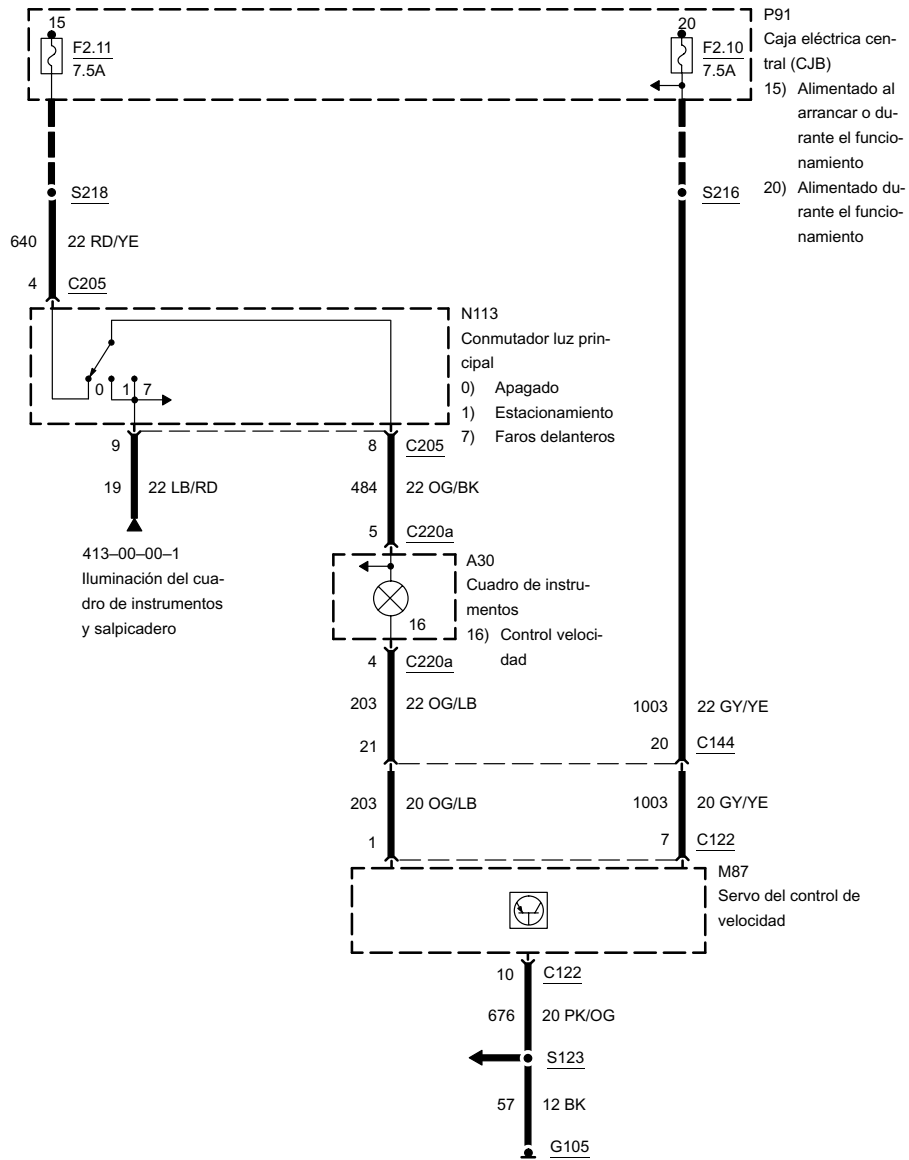 15
F2.11
7.5A
20
F2.10
7.5A
P91
Caja eléctrica cen-
tral (CJB)
15) Alimentado al
arrancar o du-
rante el funcio-
namiento
20) Alimentado du-
rante el funcio-
namiento
S218
S216
640 22 RD/YE
4 C205
N113
Conmutador luz prin-
cipal
0) Apagado
1) Estacionamiento
7) Faros delanteros
0 1 7
9
8 C205
19 22 LB/RD
484 22 OG/BK
413–00–00–1
Iluminación del cua-
dro de instrumentos
y salpicadero
5 C220a
A30
Cuadro de instru-
mentos
16) Control veloci-
dad
16
4 C220a
203 22 OG/LB
1003 22 GY/YE
21
20 C144
203 20 OG/LB
1003 20 GY/YE
1
7 C122
M87
Servo del control de
velocidad
10 C122
676 20 PK/OG
S123
57 12 BK
G105